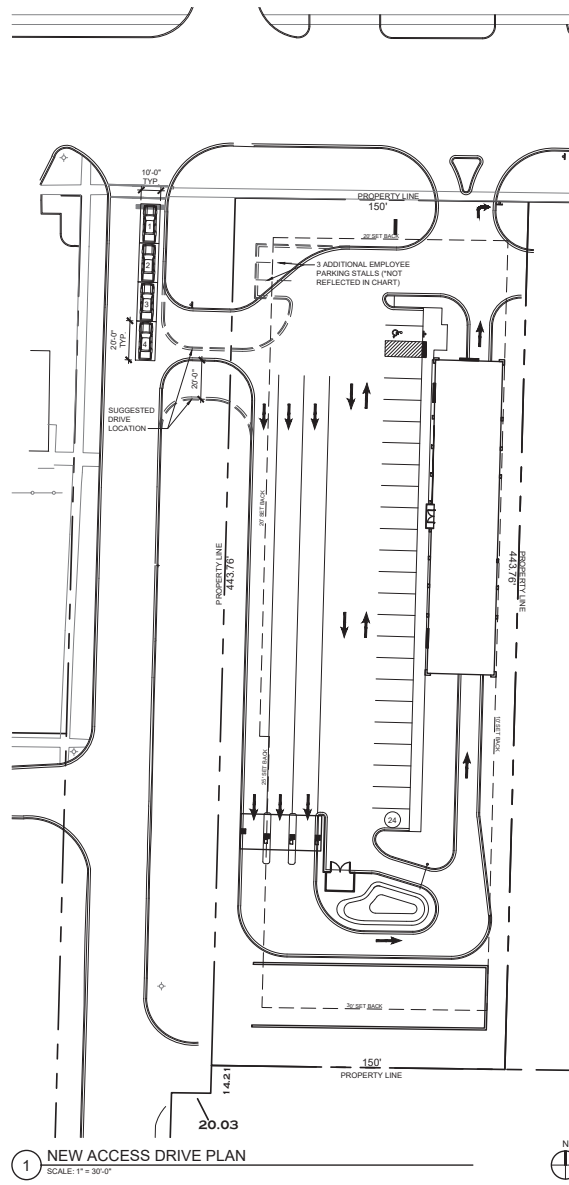 10'-0"
TYP.
PROPERTY LINE
150'
20' SET BACK
1
2
3
4
3 ADDITIONAL EMPLOYEE
PARKING STALLS (*NOT
REFLECTED IN CHART)
20'-0"
TYP.
20'-0"
SUGGESTED
DRIVE
LOCATION
20' SET BACK
PROPERTY LINE
443.76'
PROPERTY LINE
443.76'
10' SET BACK
25' SET BACK
24
30' SET BACK
150'
PROPERTY LINE
14.21
20.03
1
NEW ACCESS DRIVE PLAN
SCALE: 1" = 30'-0"
N